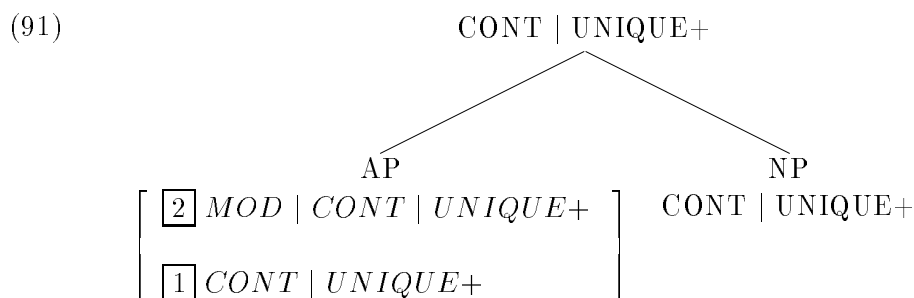 (91) CONT | UNIQUE+
AP NP
2 MOD | CONT | UNIQUE+ CONT | UNIQUE+
1 CONT | UNIQUE+